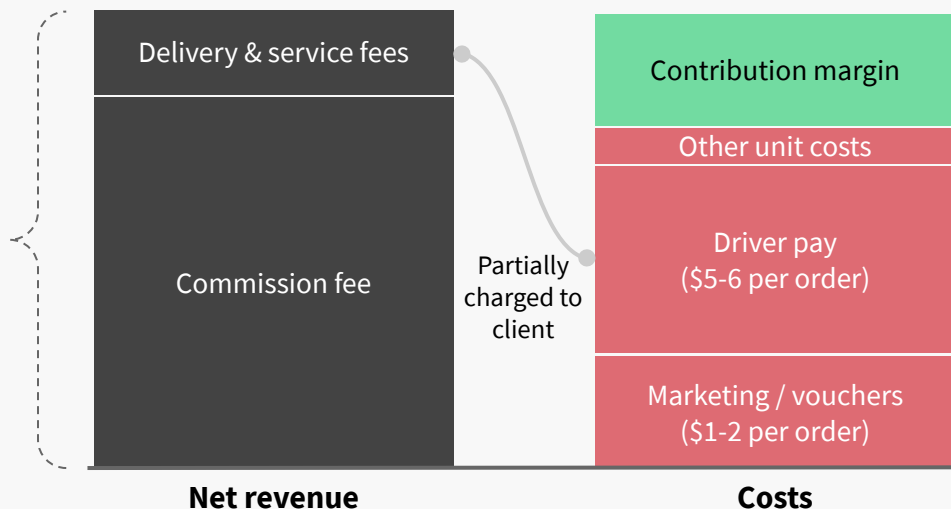 Delivery & service fees
Commission fee
Partially
charged to
client
Contribution margin
Other unit costs
Driver pay
($5-6 per order)
Marketing / vouchers
($1-2 per order)
Net revenue
Costs